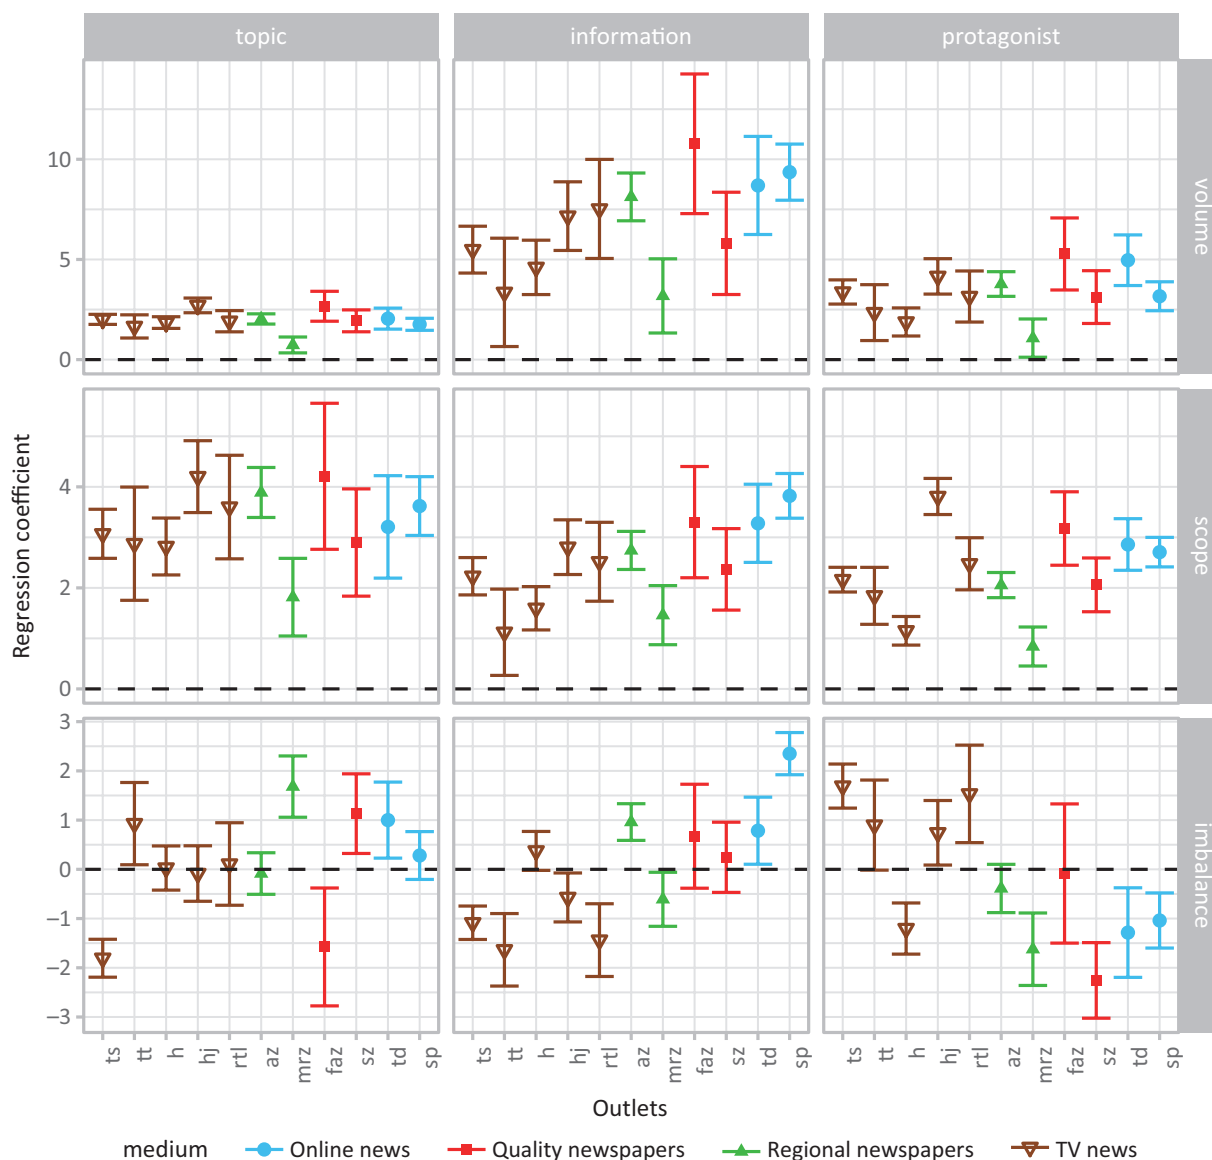 topic information protagonist
volume
10
5
0
scope
4
2
0
imbalance
3
2
1
0
−1
−2
−3
Regression coefficient
ts tt h hj rtl az mrz faz sz td sp
ts tt h hj rtl az mrz faz sz td sp
ts tt h hj rtl az mrz faz sz td sp
Outlets
medium Online news Quality newspapers Regional newspapers TV news